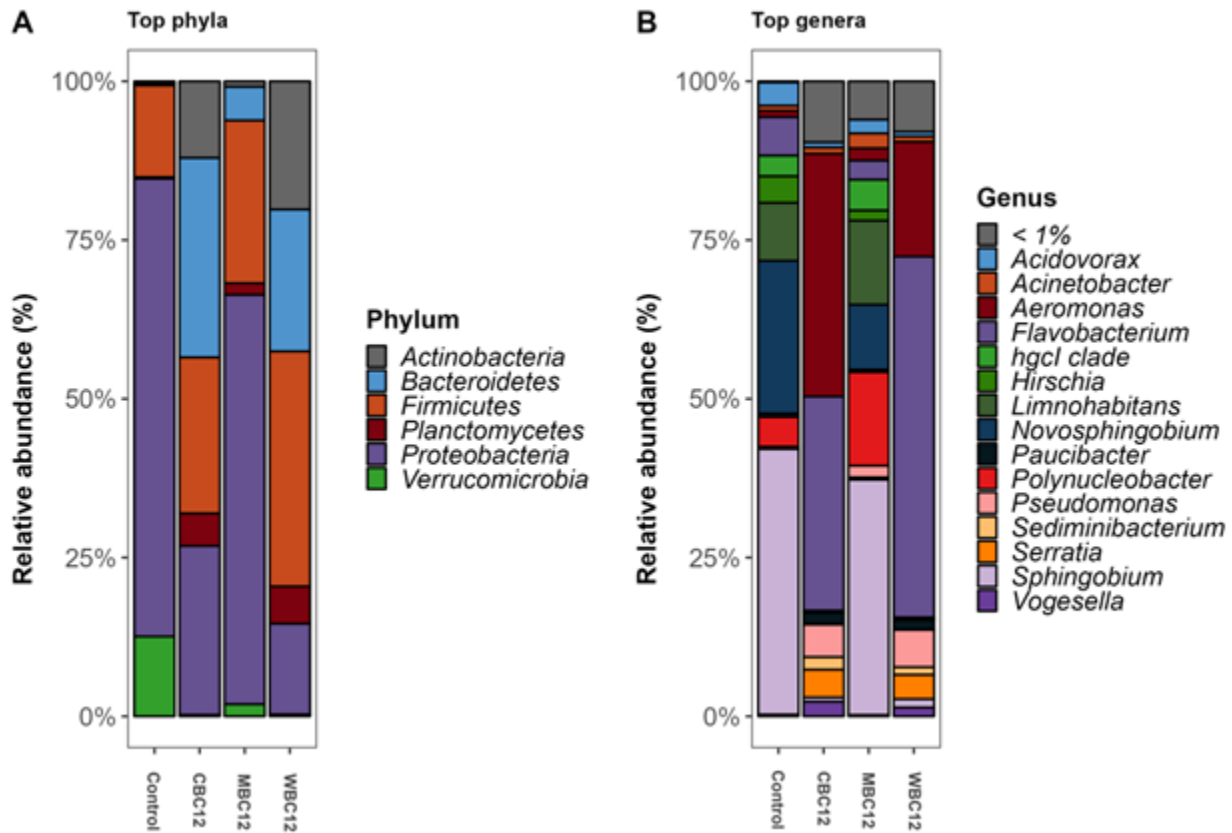 A
Top phyla
Relative abundance (%)
100%
75%
50%
25%
0%
Control
CBC12
MBC12
WBC12
Phylum
Actinobacteria
Bacteroidetes
Firmicutes
Planctomycetes
Proteobacteria
Verrucomicrobia
B
Top genera
Relative abundance (%)
100%
75%
50%
25%
0%
Control
CBC12
MBC12
WBC12
Genus
< 1%
Acidovorax
Acinetobacter
Aeromonas
Flavobacterium
hgcI clade
Hirschia
Limnohabitans
Novosphingobium
Paucibacter
Polynucleobacter
Pseudomonas
Sediminibacterium
Serratia
Sphingobium
Vogesella